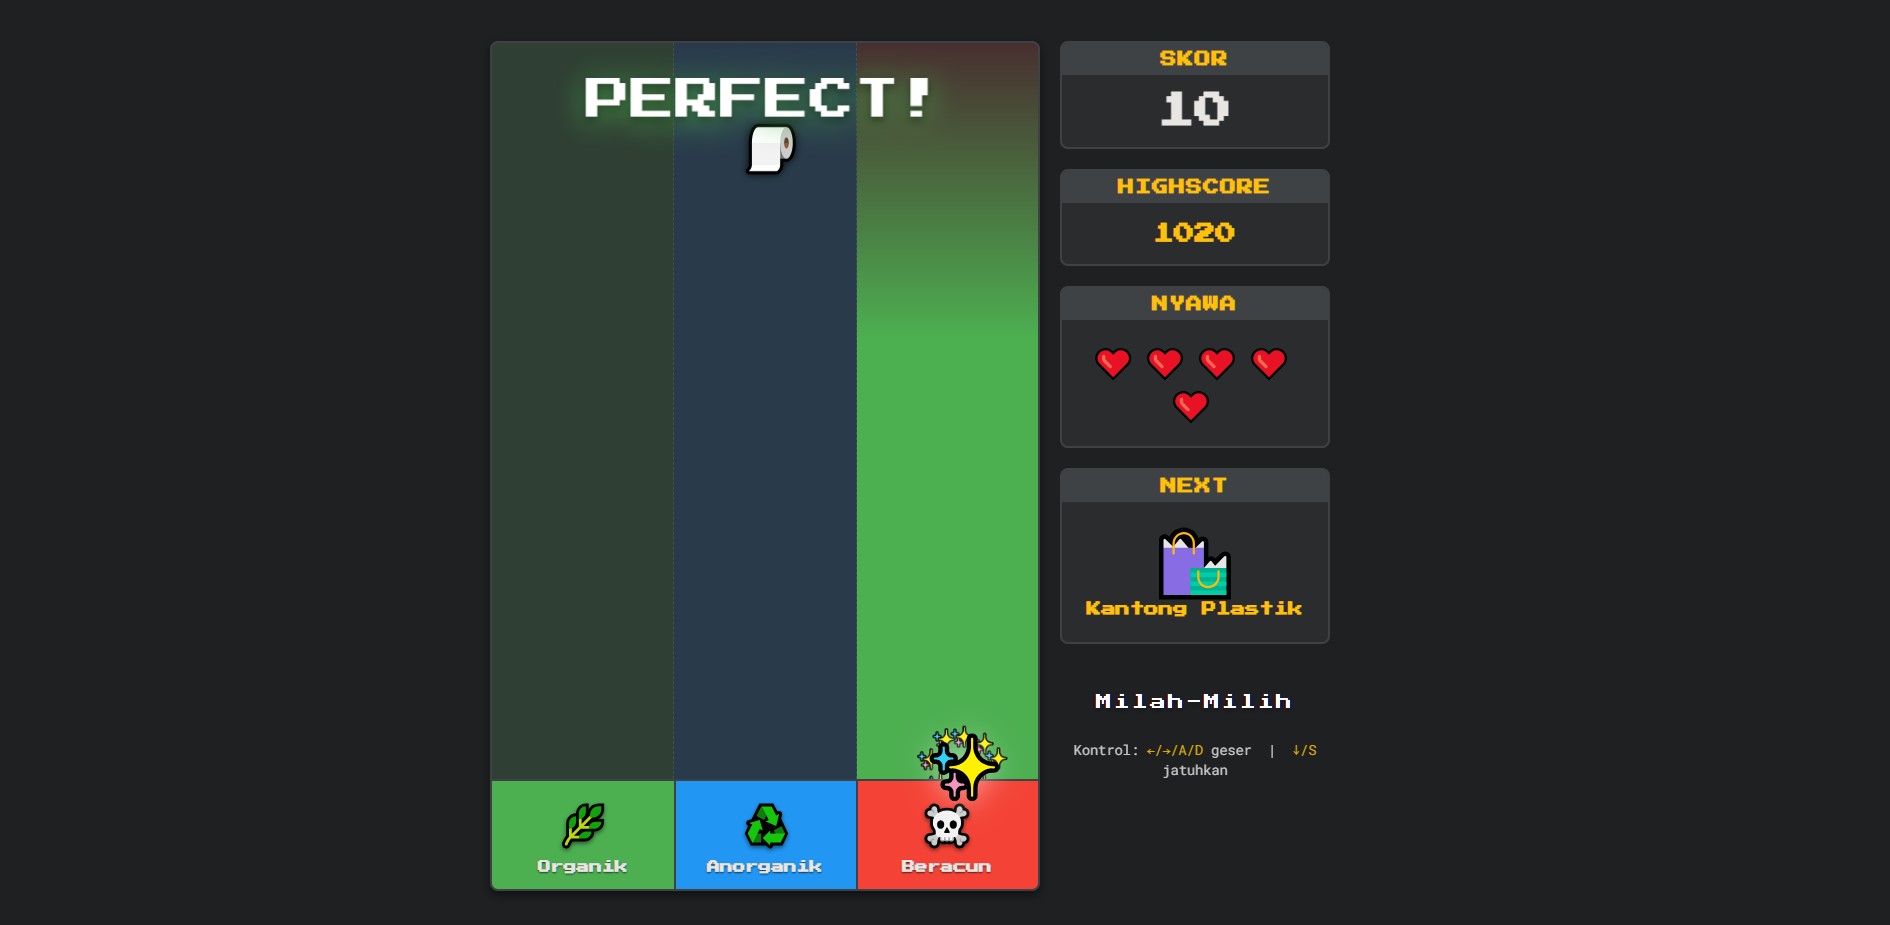 PERFECT!
Organik
Anorganik
Beracun
SKOR
10
HIGHSCORE
1020
NYAWA
NEXT
Kantong Plastik
Milah-Milih
Kontrol: ←/→/A/D geser | ↓/S
jatuhkan